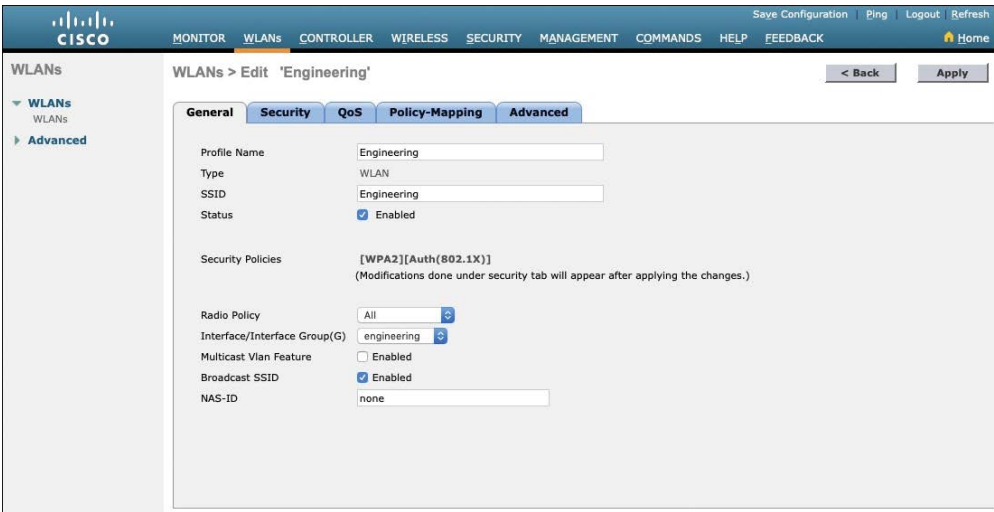 Save Configuration Ping Logout Refresh
CISCO MONITOR WLANs CONTROLLER WIRELESS SECURITY MANAGEMENT COMMANDS HELP FEEDBACK Home
WLANs
WLANs
WLANs
Advanced
WLANs > Edit 'Engineering'
< Back Apply
General Security QoS Policy-Mapping Advanced
Profile Name Engineering
Type WLAN
SSID Engineering
Status Enabled
Security Policies [WPA2][Auth(802.1X)]
(Modifications done under security tab will appear after applying the changes.)
Radio Policy All
Interface/Interface Group(G) engineering
Multicast Vlan Feature Enabled
Broadcast SSID Enabled
NAS-ID none